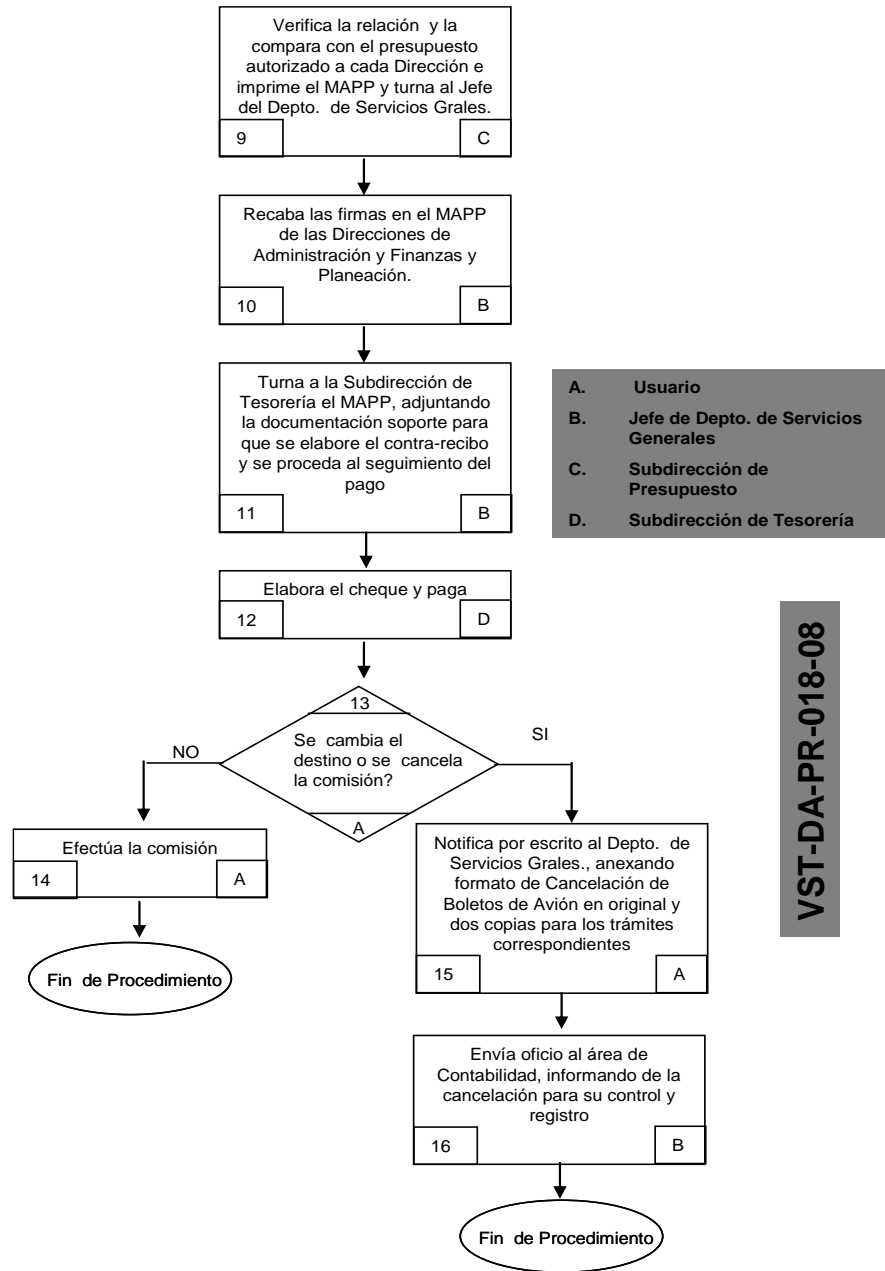 Verifica la relación y la
compara con el presupuesto
autorizado a cada Dirección e
imprime el MAPP y turna al Jefe
del Depto. de Servicios Grales.
9
C
Recaba las firmas en el MAPP
de las Direcciones de
Administración y Finanzas y
Planeación.
10
B
Turna a la Subdirección de
Tesorería el MAPP, adjuntando
la documentación soporte para
que se elabore el contra-recibo
y se proceda al seguimiento del
pago
11
B
A. Usuario
B. Jefe de Depto. de Servicios
Generales
C. Subdirección de
Presupuesto
D. Subdirección de Tesorería
Elabora el cheque y paga
12
D
VST-DA-PR-018-08
13
Se cambia el
destino o se cancela
la comisión?
A
NO
SI
Efectúa la comisión
14
A
Fin de Procedimiento
Notifica por escrito al Depto. de
Servicios Grales., anexando
formato de Cancelación de
Boletos de Avión en original y
dos copias para los trámites
correspondientes
15
A
Envía oficio al área de
Contabilidad, informando de la
cancelación para su control y
registro
16
B
Fin de Procedimiento